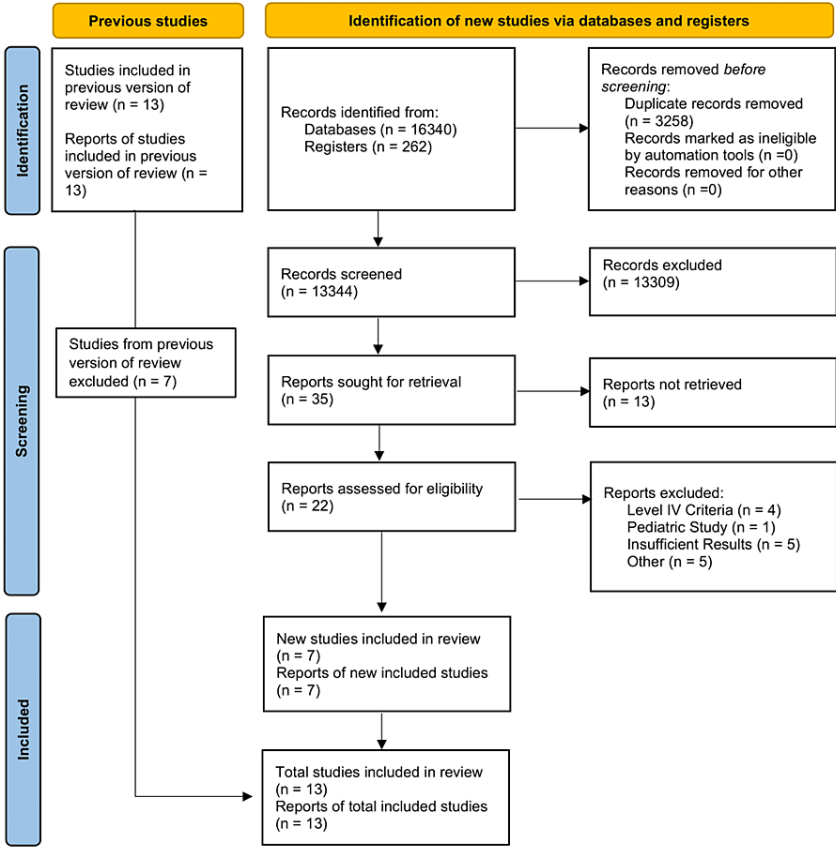 Previous studies
Identification of new studies via databases and registers
Identification
Studies included in
previous version of
review (n = 13)
Reports of studies
included in previous
version of review (n =
13)
Records identified from:
Databases = 16340)
Registers = 262)
Records removed before
screening:
Duplicate records removed
(n = 3258)
Records marked as ineligible
by automation tools (n =0)
Records removed for other
reasons (n =0)
Screening
Records screened
(n = 13344)
Records excluded
(n = 13309)
Studies from previous
version of review
excluded (n = 7)
Reports sought for retrieval
(n = 35)
Reports not retrieved
(n = 13)
Reports assessed for eligibility
(n = 22)
Reports excluded:
Level IV Criteria (n = 4)
Pediatric Study (n = 1)
Insufficient Results (n = 5)
Other (n = 5)
Included
New studies included in review
(n = 7)
Reports of new included studies
(n = 7)
Total studies included in review
(n = 13)
Reports of total included studies
(n = 13)